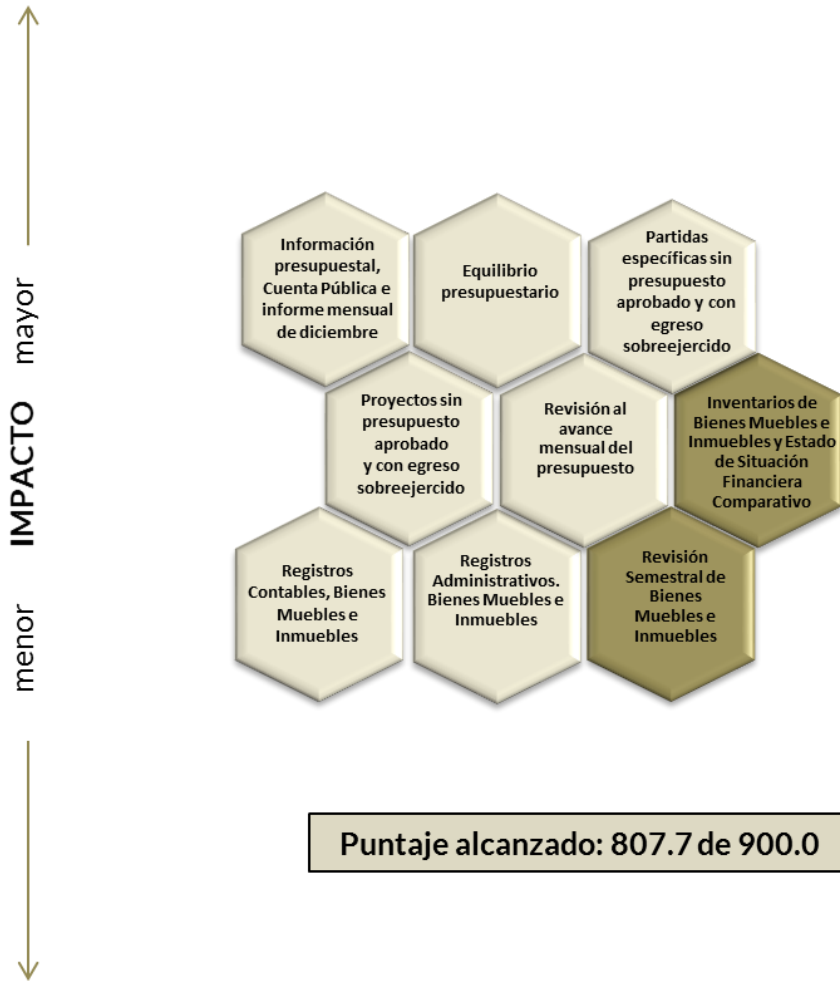 mayor
IMPACTO
menor
Información
presupuestal,
Cuenta Pública e
informe mensual
de diciembre
Equilibrio
presupuestario
Partidas
específicas sin
presupuesto
aprobado y con
egreso
sobreejercido
Proyectos sin
presupuesto
aprobado
y con egreso
sobreejercido
Revisión al
avance
mensual del
presupuesto
Inventarios de
Bienes Muebles e
Inmuebles y Estado
de Situación
Financiera
Comparativo
Registros
Contables, Bienes
Muebles e
Inmuebles
Registros
Administrativos.
Bienes Muebles e
Inmuebles
Revisión
Semestral de
Bienes
Muebles e
Inmuebles
Puntaje alcanzado: 807.7 de 900.0